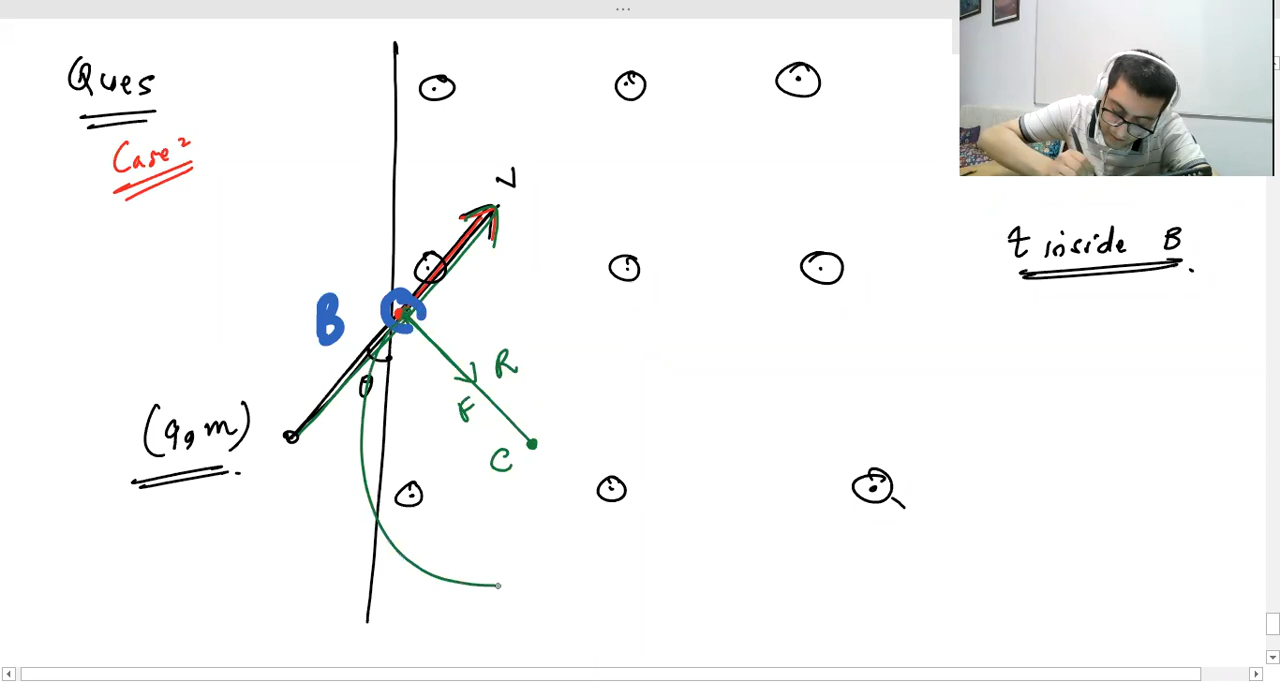 Ques
Case 2
V
t inside B
B
R
θ
F
(q, m)
C